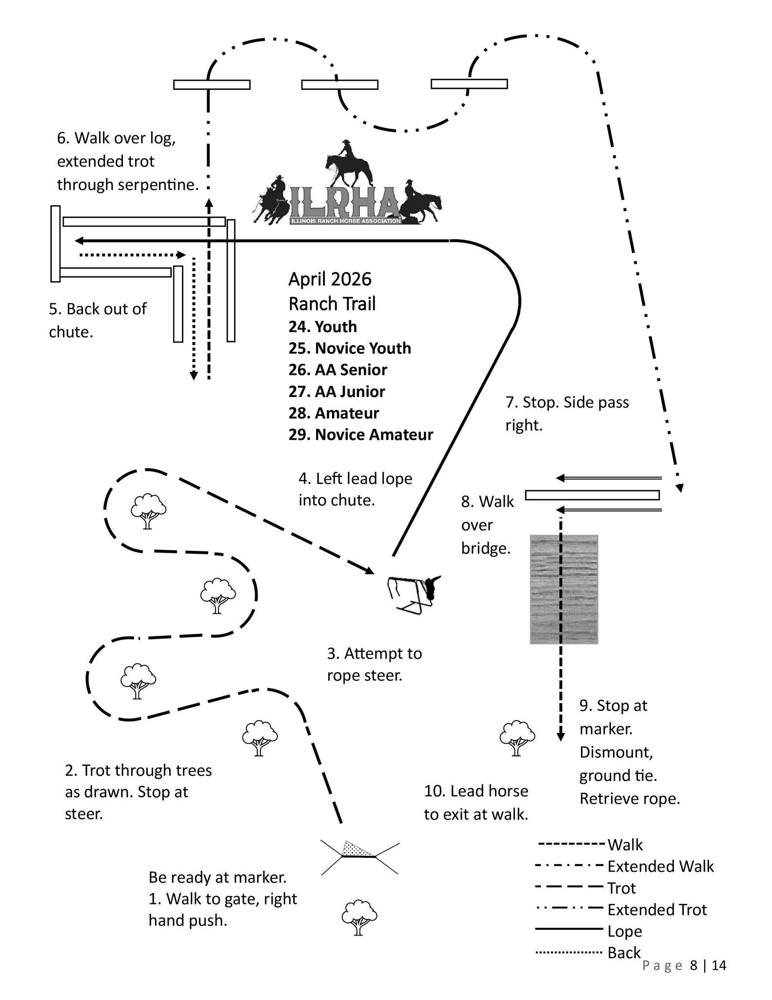 6. Walk over log,
extended trot
through serpentine.
ILRHA
ILLINOIS RANCH HORSE ASSOCIATION
5. Back out of
chute.
April 2026
Ranch Trail
24. Youth
25. Novice Youth
26. AA Senior
27. AA Junior
28. Amateur
29. Novice Amateur
7. Stop. Side pass
right.
4. Left lead lope
into chute.
8. Walk
over
bridge.
3. Attempt to
rope steer.
9. Stop at
marker.
Dismount,
ground tie.
Retrieve rope.
2. Trot through trees
as drawn. Stop at
steer.
10. Lead horse
to exit at walk.
Be ready at marker.
1. Walk to gate, right
hand push.
Walk
Extended Walk
Trot
Extended Trot
Lope
Back
Page 8 | 14